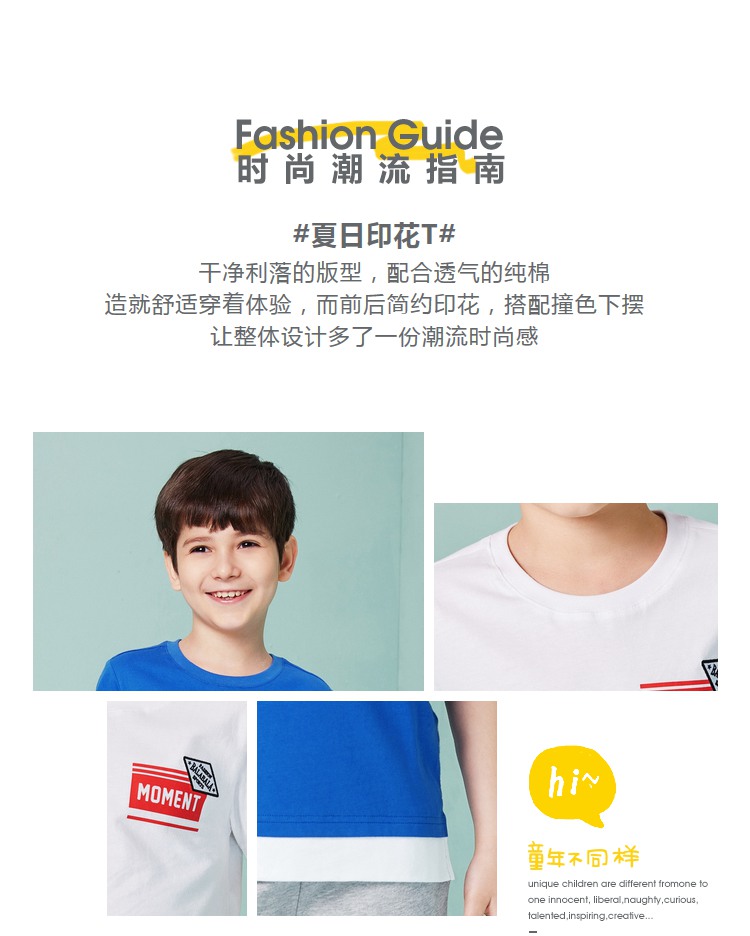 Fashion Guide
时尚潮流指南
#夏日印花T#
干净利落的版型，配合透气的纯棉
造就舒适穿着体验，而前后简约印花，搭配撞色下摆
让整体设计多了一份潮流时尚感
FASHION
BALABALA
SPORTS
MOMENT
hi~
童年不同样
unique children are different fromone to
one innocent, liberal,naughty,curious,
talented,inspiring,creative...